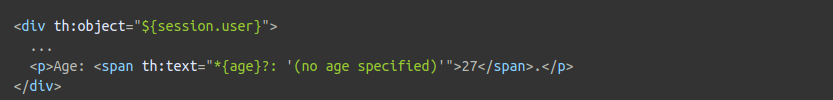 <div th:object="${session.user}">
  ...
  <p>Age: <span th:text="*{age}?: '(no age specified)'">27</span>.</p>
</div>